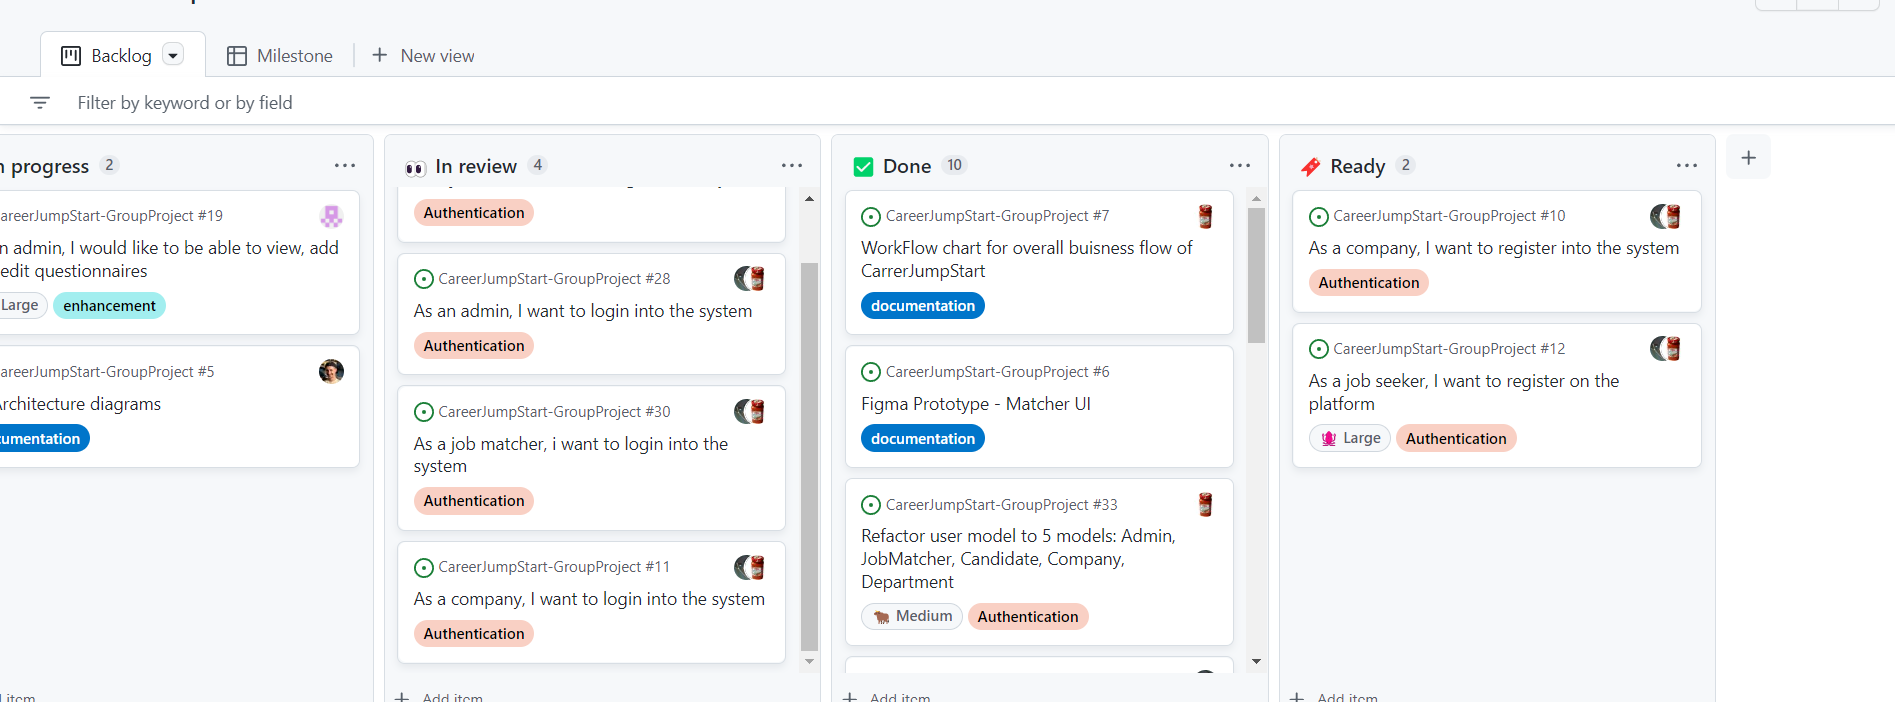 Backlog
Milestone
New view
Filter by keyword or by field
n progress 2
areerJumpStart-GroupProject #19
n admin, I would like to be able to view, add
edit questionnaires
Large
enhancement
areerJumpStart-GroupProject #5
rchitecture diagrams
umentation
item
In review 4
Authentication
CareerJumpStart-GroupProject #28
As an admin, I want to login into the system
Authentication
CareerJumpStart-GroupProject #30
As a job matcher, i want to login into the
system
Authentication
CareerJumpStart-GroupProject #11
As a company, I want to login into the system
Authentication
Add item
Done 10
CareerJumpStart-GroupProject #7
WorkFlow chart for overall buisness flow of
CarrerJumpStart
documentation
CareerJumpStart-GroupProject #6
Figma Prototype - Matcher UI
documentation
CareerJumpStart-GroupProject #33
Refactor user model to 5 models: Admin,
JobMatcher, Candidate, Company,
Department
Medium
Authentication
Add item
Ready 2
CareerJumpStart-GroupProject #10
As a company, I want to register into the system
Authentication
CareerJumpStart-GroupProject #12
As a job seeker, I want to register on the
platform
Large
Authentication
Add item